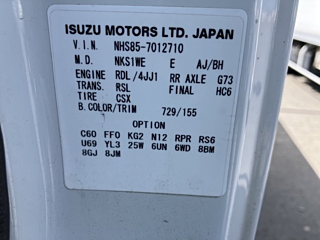 ISUZU MOTORS LTD. JAPAN
V.I.N. NHS85-7012710
M.D. NKS1WE E AJ/BH
ENGINE RDL/4JJ1 RR AXLE G73
TRANS. RSL FINAL HC6
TIRE CSX
B.COLOR/TRIM 729/155
OPTION
C60 FF0 KG2 N12 RPR RS6
U69 YL3 25W 6UN 6WD 8BM
8GJ 8JM